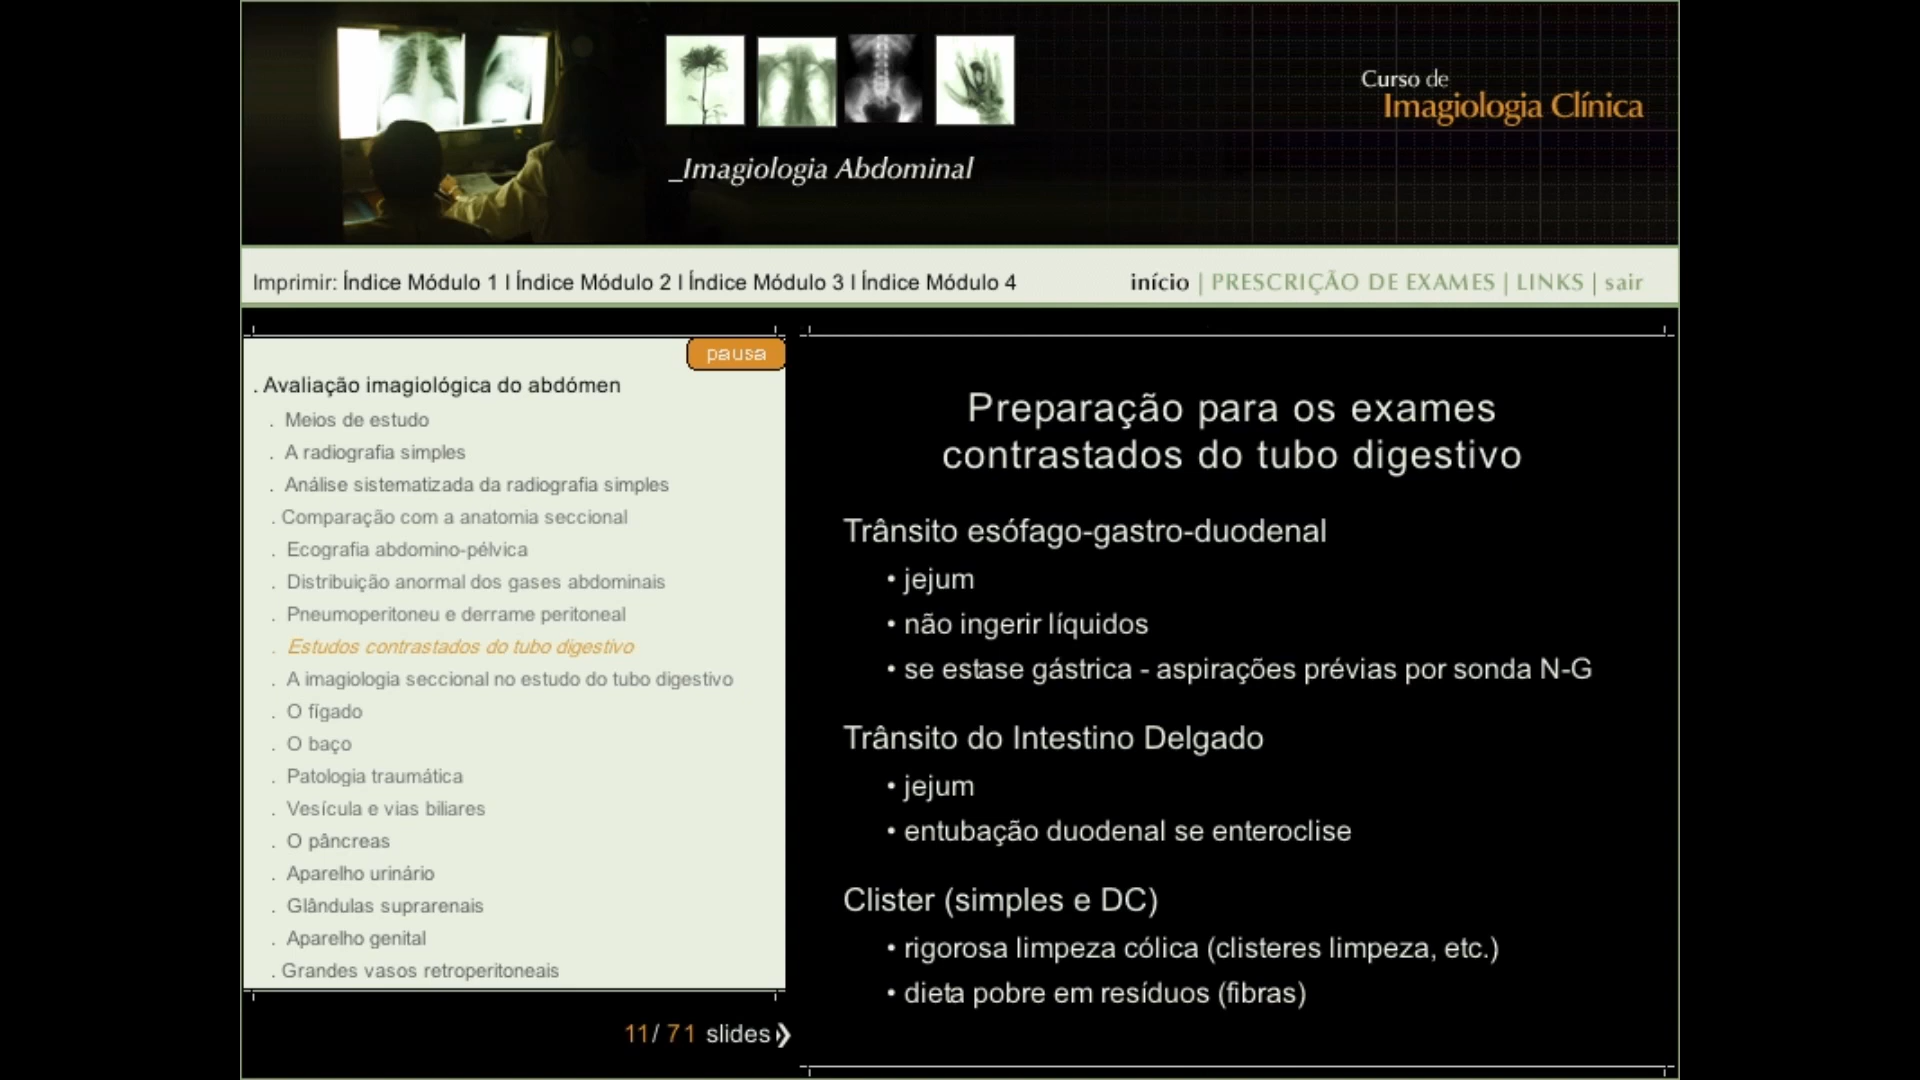 Curso de
Imagiologia Clínica
_Imagiologia Abdominal
Imprimir: Índice Módulo 1 I Índice Módulo 2 I Índice Módulo 3 I Índice Módulo 4
início | PRESCRIÇÃO DE EXAMES | LINKS | sair
pausa
. Avaliação imagiológica do abdómen
. Meios de estudo
. A radiografia simples
. Análise sistematizada da radiografia simples
. Comparação com a anatomia seccional
. Ecografia abdomino-pélvica
. Distribuição anormal dos gases abdominais
. Pneumoperitoneu e derrame peritoneal
. Estudos contrastados do tubo digestivo
. A imagiologia seccional no estudo do tubo digestivo
. O fígado
. O baço
. Patologia traumática
. Vesícula e vias biliares
. O pâncreas
. Aparelho urinário
. Glândulas suprarenais
. Aparelho genital
. Grandes vasos retroperitoneais
11/ 71 slides
Preparação para os exames
contrastados do tubo digestivo
Trânsito esófago-gastro-duodenal
• jejum
• não ingerir líquidos
• se estase gástrica - aspirações prévias por sonda N-G
Trânsito do Intestino Delgado
• jejum
• entubação duodenal se enteroclise
Clister (simples e DC)
• rigorosa limpeza cólica (clisteres limpeza, etc.)
• dieta pobre em resíduos (fibras)